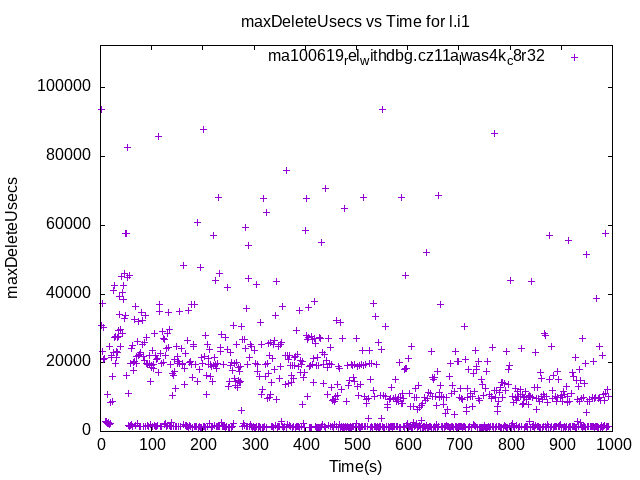 maxDeleteUsecs vs Time for l.i1
ma100619relwithdbg.cz11awas4kc8r32
100000
80000
60000
40000
20000
0
maxDeleteUsecs
0 100 200 300 400 500 600 700 800 900 1000
Time(s)